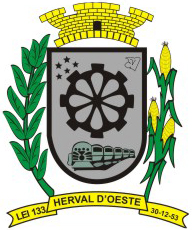 LEI 133
HERVAL D'OESTE
30-12-53